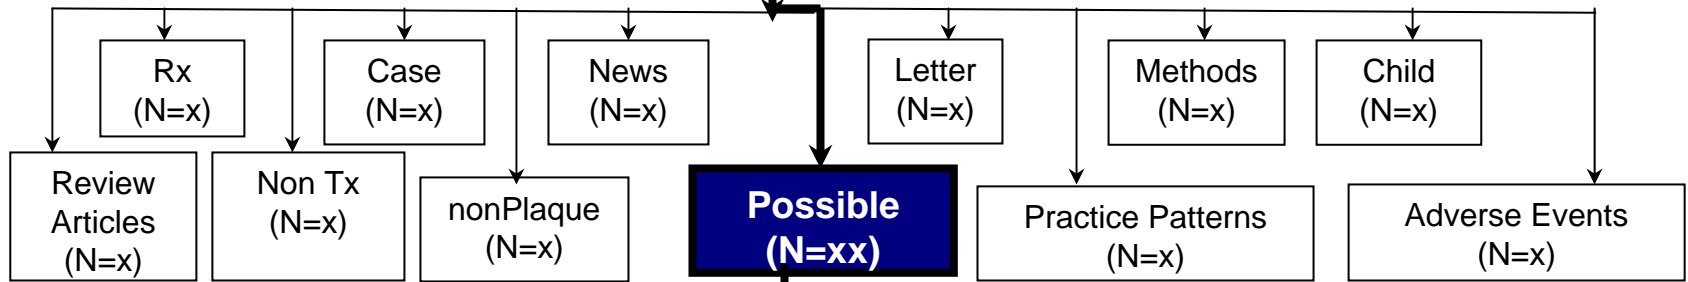 Rx
(N=x)
Case
(N=x)
News
(N=x)
Letter
(N=x)
Methods
(N=x)
Child
(N=x)
Review
Articles
(N=x)
Non Tx
(N=x)
nonPlaque
(N=x)
Possible
(N=xx)
Practice Patterns
(N=x)
Adverse Events
(N=x)